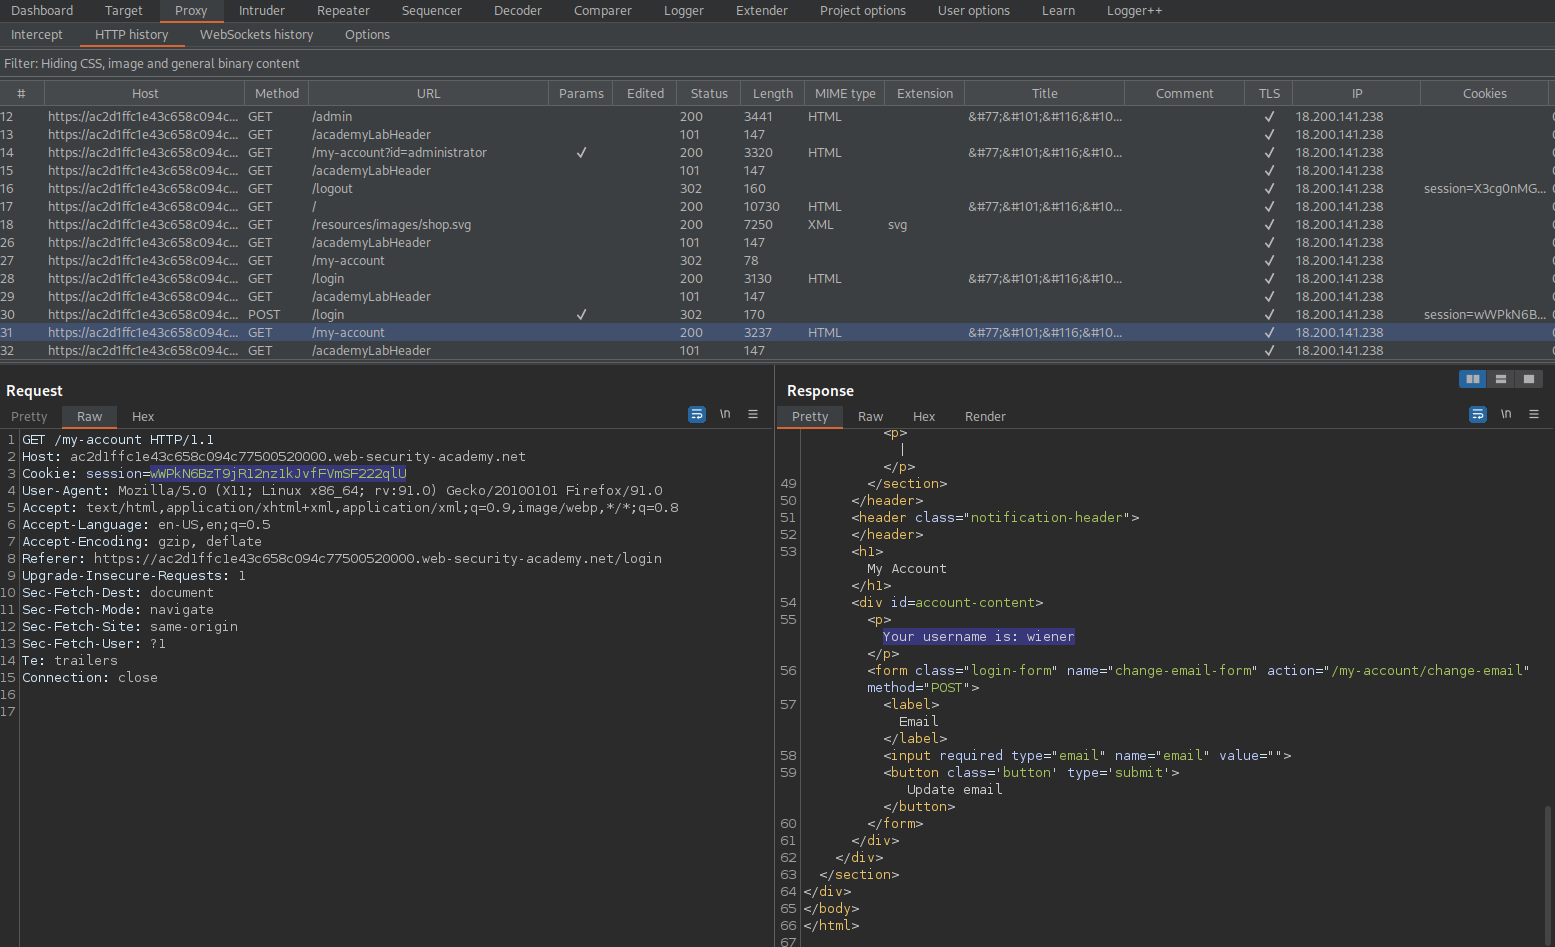 Dashboard Target Proxy Intruder Repeater Sequencer Decoder Comparer Logger Extender Project options User options Learn Logger++
Intercept HTTP history WebSockets history Options
Filter: Hiding CSS, image and general binary content
# Host Method URL Params Edited Status Length MIME type Extension Title Comment TLS IP Cookies
12 https://ac2d1ffc1e43c658c094c... GET /admin 200 3441 HTML &#77;&#101;&#116;&#10... ✓ 18.200.141.238
13 https://ac2d1ffc1e43c658c094c... GET /academyLabHeader 101 147 ✓ 18.200.141.238
14 https://ac2d1ffc1e43c658c094c... GET /my-account?id=administrator ✓ 200 3320 HTML &#77;&#101;&#116;&#10... ✓ 18.200.141.238
15 https://ac2d1ffc1e43c658c094c... GET /academyLabHeader 101 147 ✓ 18.200.141.238
16 https://ac2d1ffc1e43c658c094c... GET /logout 302 160 ✓ 18.200.141.238 session=X3cg0nMG...
17 https://ac2d1ffc1e43c658c094c... GET / 200 10730 HTML &#77;&#101;&#116;&#10... ✓ 18.200.141.238
18 https://ac2d1ffc1e43c658c094c... GET /resources/images/shop.svg 200 7250 XML svg ✓ 18.200.141.238
26 https://ac2d1ffc1e43c658c094c... GET /academyLabHeader 101 147 ✓ 18.200.141.238
27 https://ac2d1ffc1e43c658c094c... GET /my-account 302 78 ✓ 18.200.141.238
28 https://ac2d1ffc1e43c658c094c... GET /login 200 3130 HTML &#77;&#101;&#116;&#10... ✓ 18.200.141.238
29 https://ac2d1ffc1e43c658c094c... GET /academyLabHeader 101 147 ✓ 18.200.141.238
30 https://ac2d1ffc1e43c658c094c... POST /login ✓ 302 170 ✓ 18.200.141.238 session=wWPkN6B...
31 https://ac2d1ffc1e43c658c094c... GET /my-account 200 3237 HTML &#77;&#101;&#116;&#10... ✓ 18.200.141.238
32 https://ac2d1ffc1e43c658c094c... GET /academyLabHeader 101 147 ✓ 18.200.141.238
Request
Pretty Raw Hex \n
1 GET /my-account HTTP/1.1
2 Host: ac2d1ffc1e43c658c094c77500520000.web-security-academy.net
3 Cookie: session=wWPkN6BzT9jRl2nz1kJvfFVmSF222qlU
4 User-Agent: Mozilla/5.0 (X11; Linux x86_64; rv:91.0) Gecko/20100101 Firefox/91.0
5 Accept: text/html,application/xhtml+xml,application/xml;q=0.9,image/webp,*/*;q=0.8
6 Accept-Language: en-US,en;q=0.5
7 Accept-Encoding: gzip, deflate
8 Referer: https://ac2d1ffc1e43c658c094c77500520000.web-security-academy.net/login
9 Upgrade-Insecure-Requests: 1
10 Sec-Fetch-Dest: document
11 Sec-Fetch-Mode: navigate
12 Sec-Fetch-Site: same-origin
13 Sec-Fetch-User: ?1
14 Te: trailers
15 Connection: close
16
17
Response
Pretty Raw Hex Render \n
<p>
|
</p>
49 </section>
50 </header>
51 <header class="notification-header">
52 </header>
53 <h1>
My Account
</h1>
54 <div id=account-content>
55 <p>
Your username is: wiener
</p>
56 <form class="login-form" name="change-email-form" action="/my-account/change-email"
method="POST">
57 <label>
Email
</label>
58 <input required type="email" name="email" value="">
59 <button class='button' type='submit'>
Update email
</button>
60 </form>
61 </div>
62 </div>
63 </section>
64 </div>
65 </body>
66 </html>
67